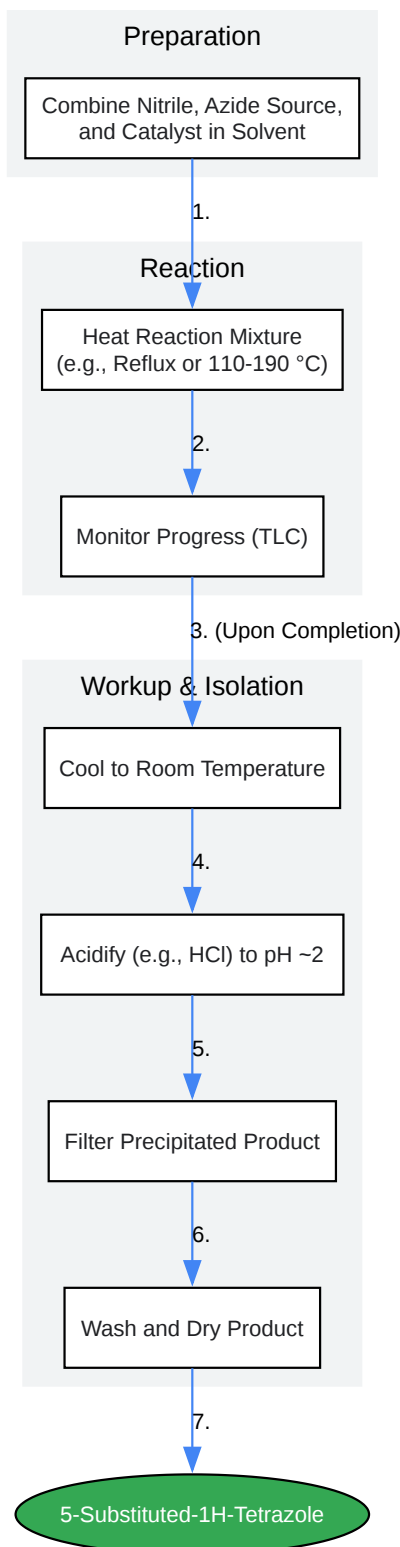 Preparation
Combine Nitrile, Azide Source,
and Catalyst in Solvent
1.
Reaction
Heat Reaction Mixture
(e.g., Reflux or 110-190 °C)
2.
Monitor Progress (TLC)
3. (Upon Completion)
Workup & Isolation
Cool to Room Temperature
4.
Acidify (e.g., HCl) to pH ~2
5.
Filter Precipitated Product
6.
Wash and Dry Product
7.
5-Substituted-1H-Tetrazole